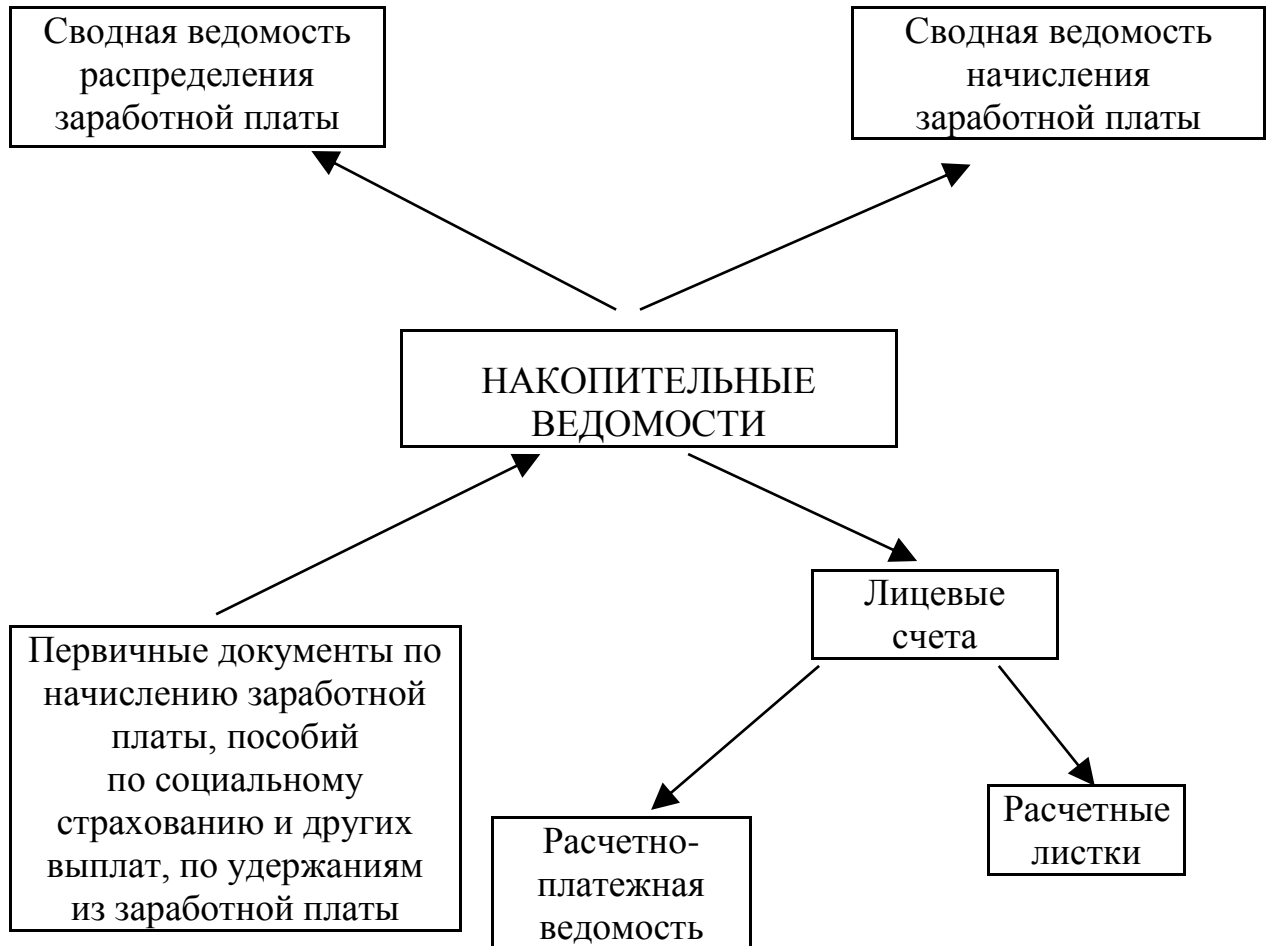 Сводная ведомость
распределения
заработной платы
Сводная ведомость
начисления
заработной платы
НАКОПИТЕЛЬНЫЕ
ВЕДОМОСТИ
Лицевые
счета
Первичные документы по
начислению заработной
платы, пособий
по социальному
страхованию и других
выплат, по удержаниям
из заработной платы
Расчетно-
платежная
ведомость
Расчетные
листки